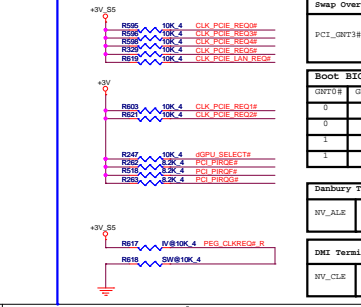 Swap Over
+3V_S5
R595 10K_4 CLK_PCIE_REQ0#
R596 10K_4 CLK_PCIE_REQ3#
R598 10K_4 CLK_PCIE_REQ4#
R329 10K_4 CLK_PCIE_REQ5#
R619 10K_4 CLK_PCIE_LAN_REQ#
PCI_GNT3#
+3V
Boot BIO
GNT0# G
R603 10K_4 CLK_PCIE_REQ1#
R621 10K_4 CLK_PCIE_REQ2#
0
0
1
1
R247 10K_4 dGPU_SELECT#
R262 8.2K_4 PCI_PIRQE#
R518 8.2K_4 PCI_PIRQF#
R263 8.2K_4 PCI_PIRQG#
Danbury T
NV_ALE
+3V_S5
R617 IV@10K_4 PEG_CLKREQ#_R
R618 SW@10K_4
DMI Termi
NV_CLE